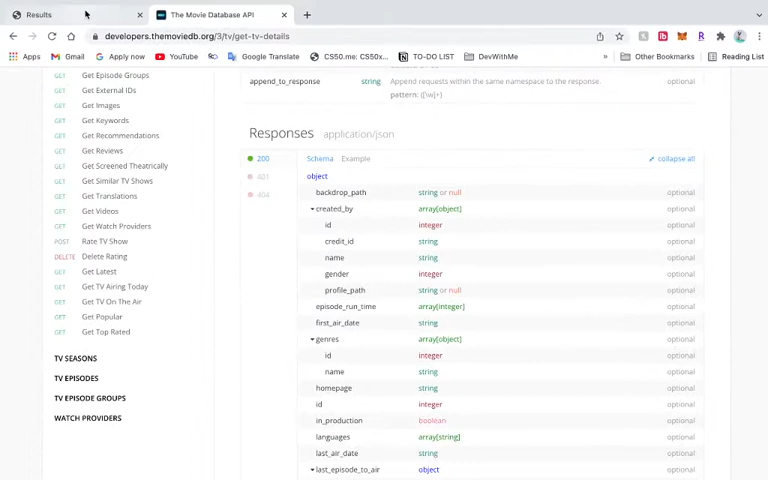 Results
The Movie Database API
developers.themoviedb.org/3/tv/get-tv-details
Apps Gmail Apply now YouTube Google Translate CS50.me: CS50x... TO-DO LIST DevWithMe » Other Bookmarks Reading List
GET Get Episode Groups
GET Get External IDs
GET Get Images
GET Get Keywords
GET Get Recommendations
GET Get Reviews
GET Get Screened Theatrically
GET Get Similar TV Shows
GET Get Translations
GET Get Videos
GET Get Watch Providers
POST Rate TV Show
DELETE Delete Rating
GET Get Latest
GET Get TV Airing Today
GET Get TV On The Air
GET Get Popular
GET Get Top Rated
TV SEASONS
TV EPISODES
TV EPISODE GROUPS
WATCH PROVIDERS
append_to_response string Append requests within the same namespace to the response. optional
pattern: ([\w]+)
Responses application/json
200
401
404
Schema Example collapse all
object
backdrop_path string or null optional
created_by array[object] optional
id integer optional
credit_id string optional
name string optional
gender integer optional
profile_path string or null optional
episode_run_time array[integer] optional
first_air_date string optional
genres array[object] optional
id integer optional
name string optional
homepage string optional
id integer optional
in_production boolean optional
languages array[string] optional
last_air_date string optional
last_episode_to_air object optional